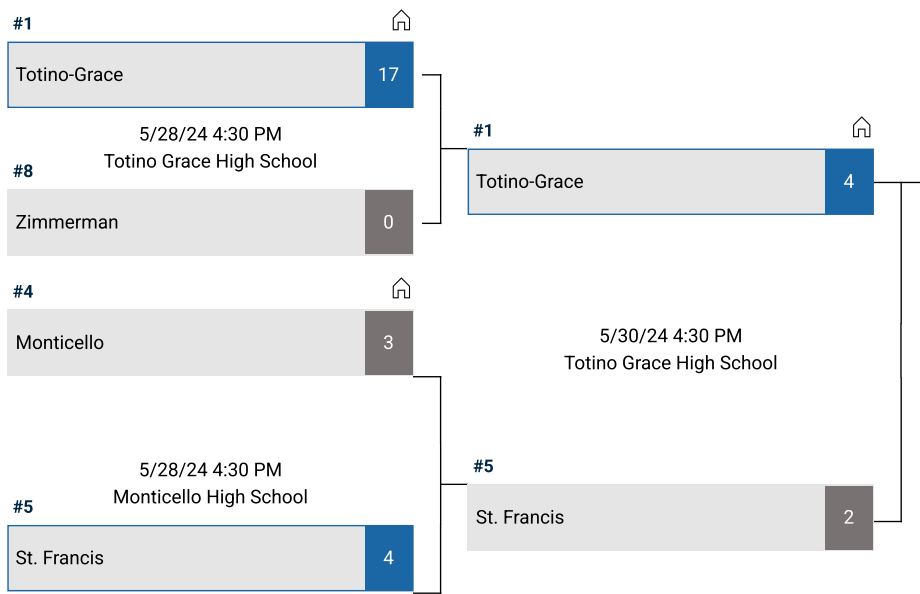 #1
Totino-Grace 17
5/28/24 4:30 PM
Totino Grace High School
#8
Zimmerman 0
#4
Monticello 3
5/28/24 4:30 PM
Monticello High School
#5
St. Francis 4
#1
Totino-Grace 4
5/30/24 4:30 PM
Totino Grace High School
#5
St. Francis 2